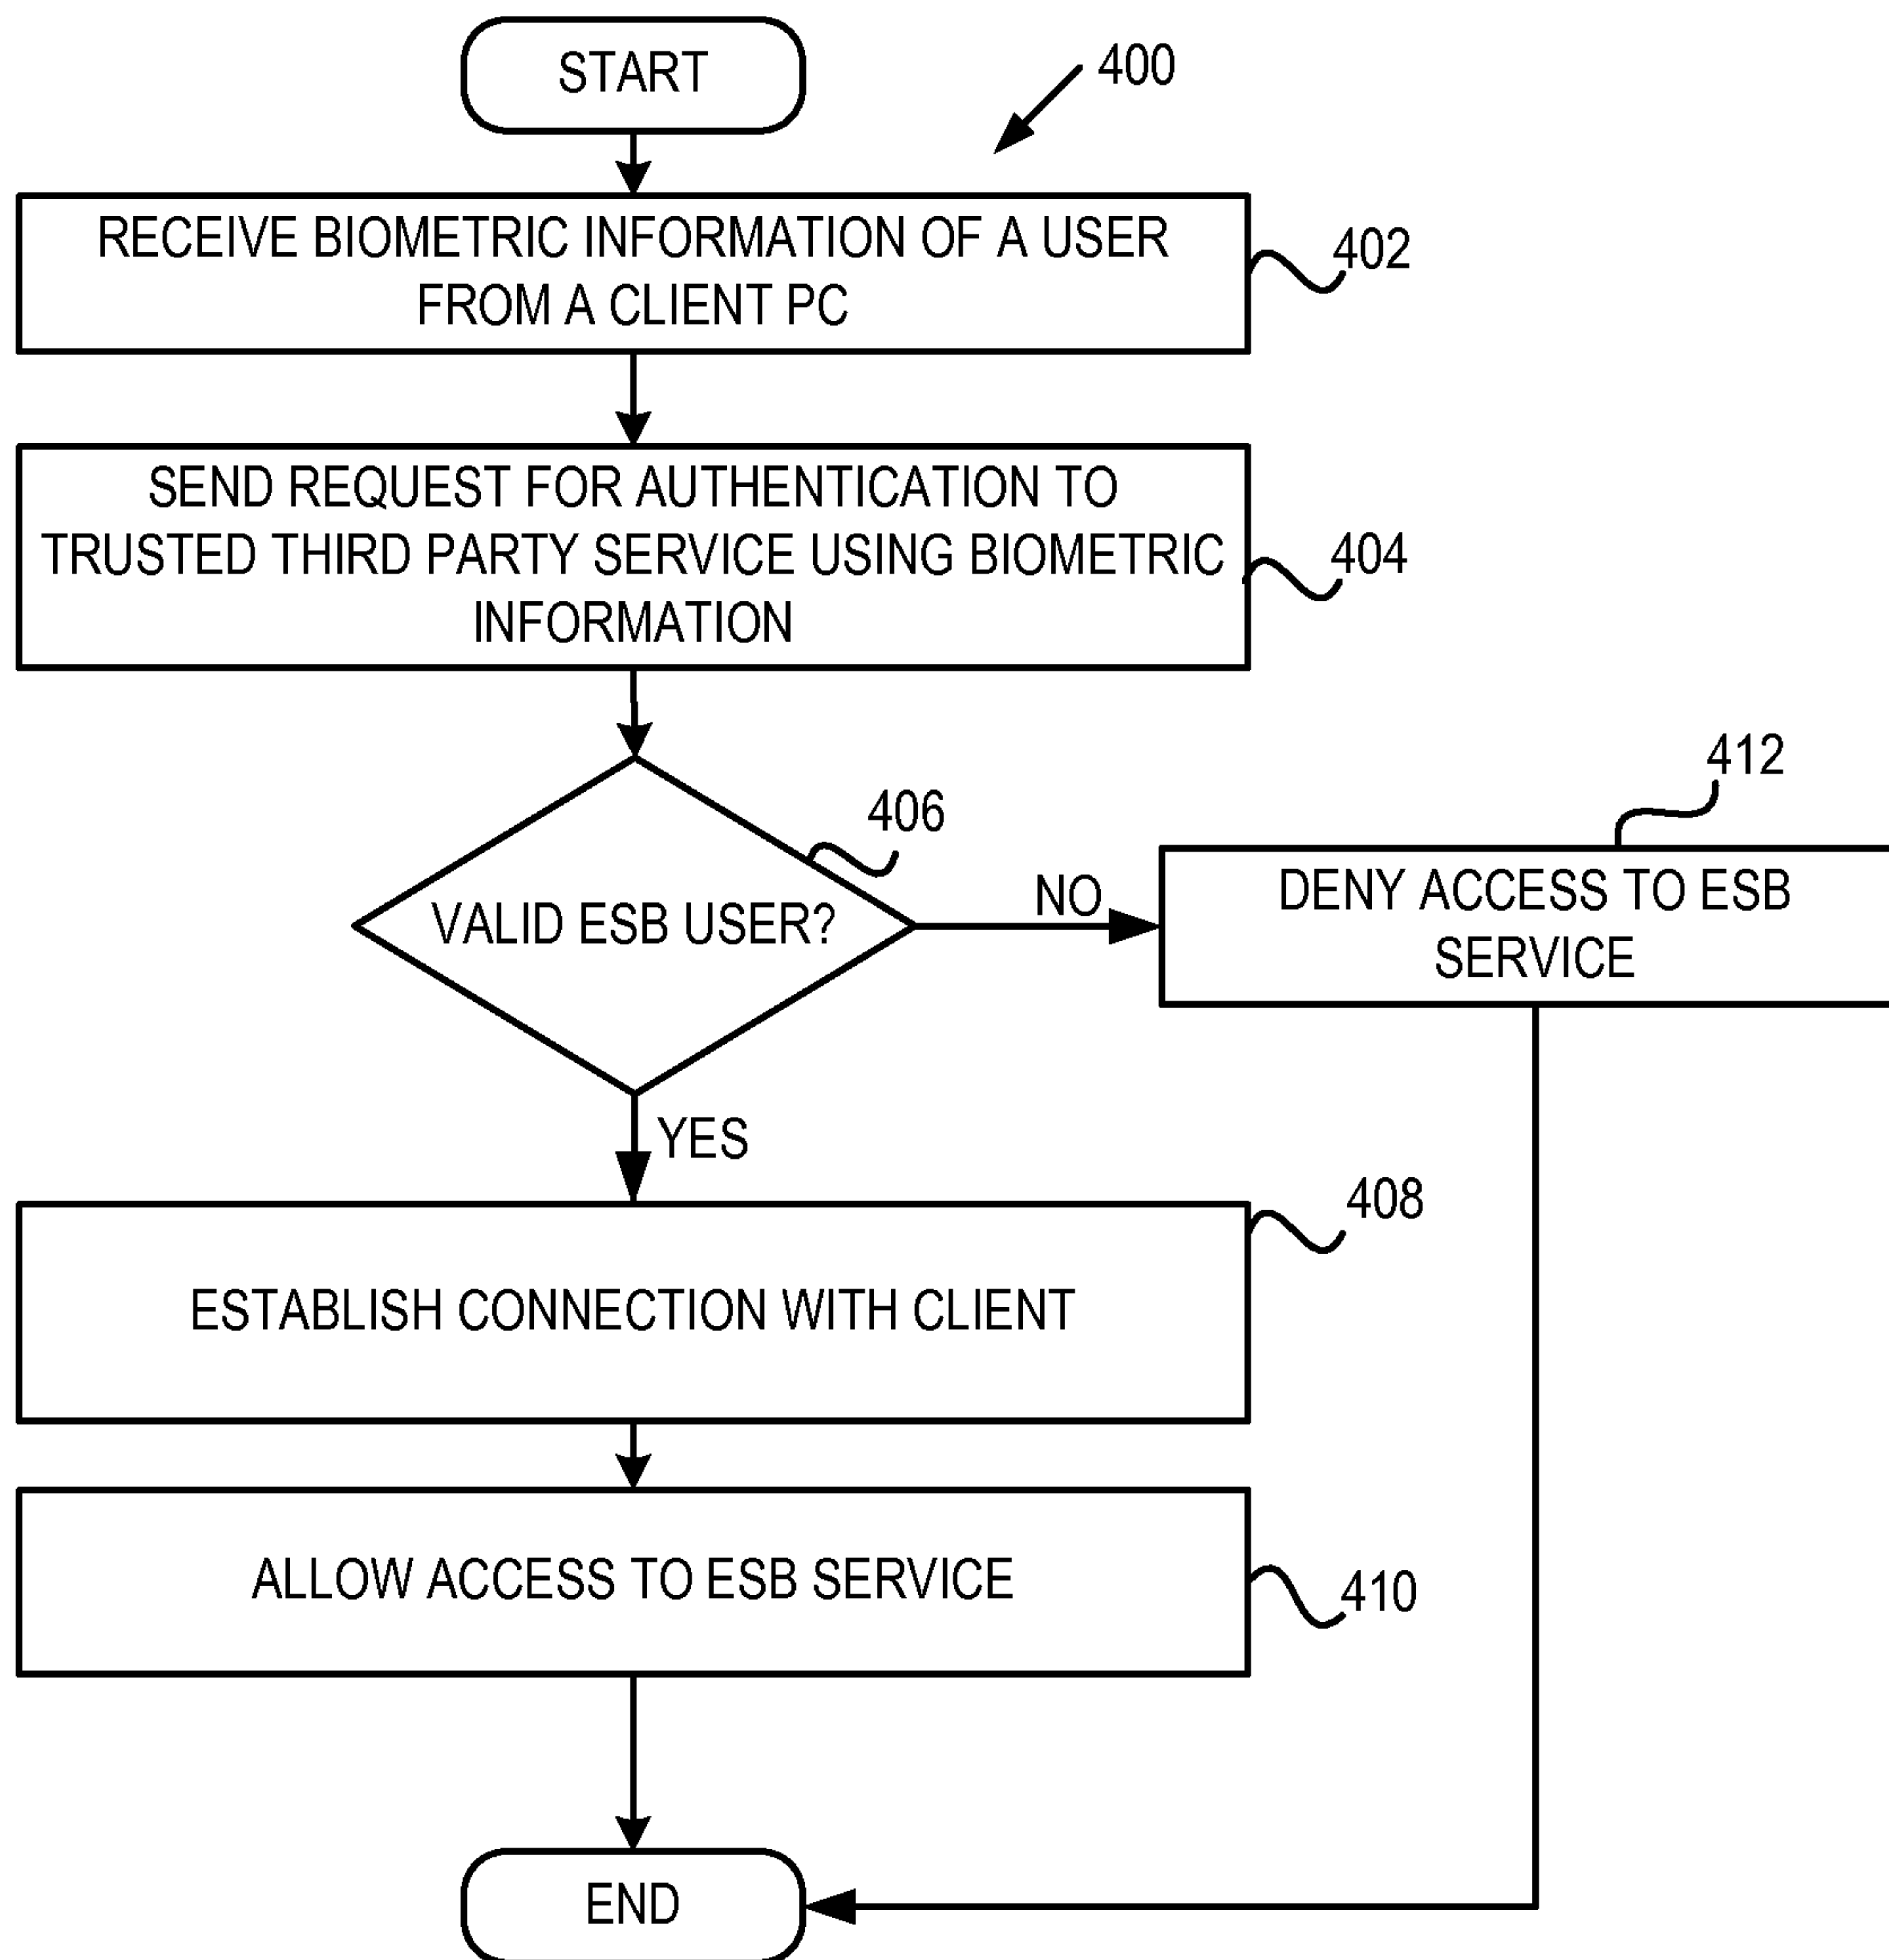 START
400
RECEIVE BIOMETRIC INFORMATION OF A USER
FROM A CLIENT PC
402
SEND REQUEST FOR AUTHENTICATION TO
TRUSTED THIRD PARTY SERVICE USING BIOMETRIC
INFORMATION
404
406
VALID ESB USER?
NO
412
DENY ACCESS TO ESB
SERVICE
YES
408
ESTABLISH CONNECTION WITH CLIENT
ALLOW ACCESS TO ESB SERVICE
410
END